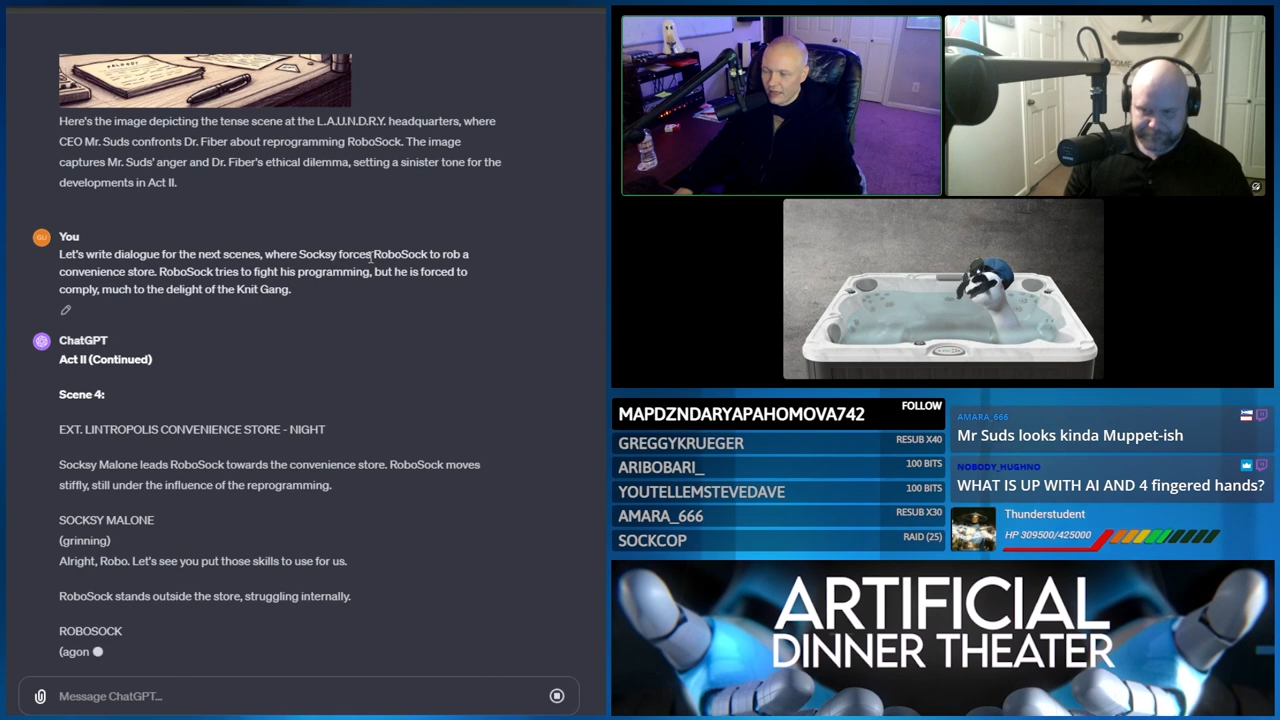 Here's the image depicting the tense scene at the L.A.U.N.D.R.Y. headquarters, where
CEO Mr. Suds confronts Dr. Fiber about reprogramming RoboSock. The image
captures Mr. Suds' anger and Dr. Fiber's ethical dilemma, setting a sinister tone for the
developments in Act II.
GU
You
Let's write dialogue for the next scenes, where Socksy forces RoboSock to rob a
convenience store. RoboSock tries to fight his programming, but he is forced to
comply, much to the delight of the Knit Gang.
ChatGPT
Act II (Continued)
Scene 4:
EXT. LINTROPOLIS CONVENIENCE STORE - NIGHT
Socksy Malone leads RoboSock towards the convenience store. RoboSock moves
stiffly, still under the influence of the reprogramming.
SOCKSY MALONE
(grinning)
Alright, Robo. Let's see you put those skills to use for us.
RoboSock stands outside the store, struggling internally.
ROBOSOCK
(agon
Message ChatGPT...
COME
MAPDZNDARYAPAHOMOVA742 FOLLOW
GREGGYKRUEGER RESUB X40
ARIBOBARI_ 100 BITS
YOUTELLEMSTEVEDAVE 100 BITS
AMARA_666 RESUB X30
SOCKCOP RAID (25)
AMARA_666
Mr Suds looks kinda Muppet-ish
NOBODY_HUGHNO
WHAT IS UP WITH AI AND 4 fingered hands?
Thunderstudent
HP 309500/425000
ARTIFICIAL
DINNER THEATER